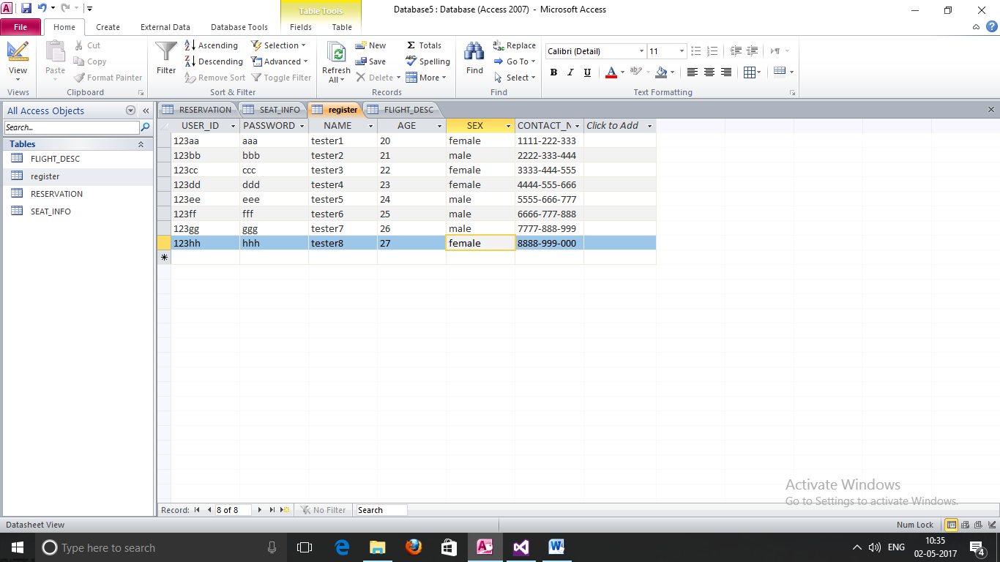 Table Tools
Database5 : Database (Access 2007) - Microsoft Access
File Home Create External Data Database Tools Fields Table
View
Views
Paste
Cut
Copy
Format Painter
Clipboard
Filter
Ascending
Descending
Remove Sort
Selection
Advanced
Toggle Filter
Sort & Filter
Refresh
All
New
Save
Delete
Totals
Spelling
More
Records
Find
Replace
Go To
Select
Find
Calibri (Detail) 11
B I U
Text Formatting
All Access Objects
Search...
Tables
FLIGHT_DESC
register
RESERVATION
SEAT_INFO
RESERVATION SEAT_INFO register FLIGHT_DESC
USER_ID PASSWORD NAME AGE SEX CONTACT_N Click to Add
123aa aaa tester1 20 female 1111-222-333
123bb bbb tester2 21 male 2222-333-444
123cc ccc tester3 22 female 3333-444-555
123dd ddd tester4 23 female 4444-555-666
123ee eee tester5 24 male 5555-666-777
123ff fff tester6 25 male 6666-777-888
123gg ggg tester7 26 male 7777-888-999
123hh hhh tester8 27 female 8888-999-000
Activate Windows
Go to Settings to activate Windows.
Record: 8 of 8 No Filter Search
Datasheet View Num Lock
Type here to search
ENG
10:35
02-05-2017
4